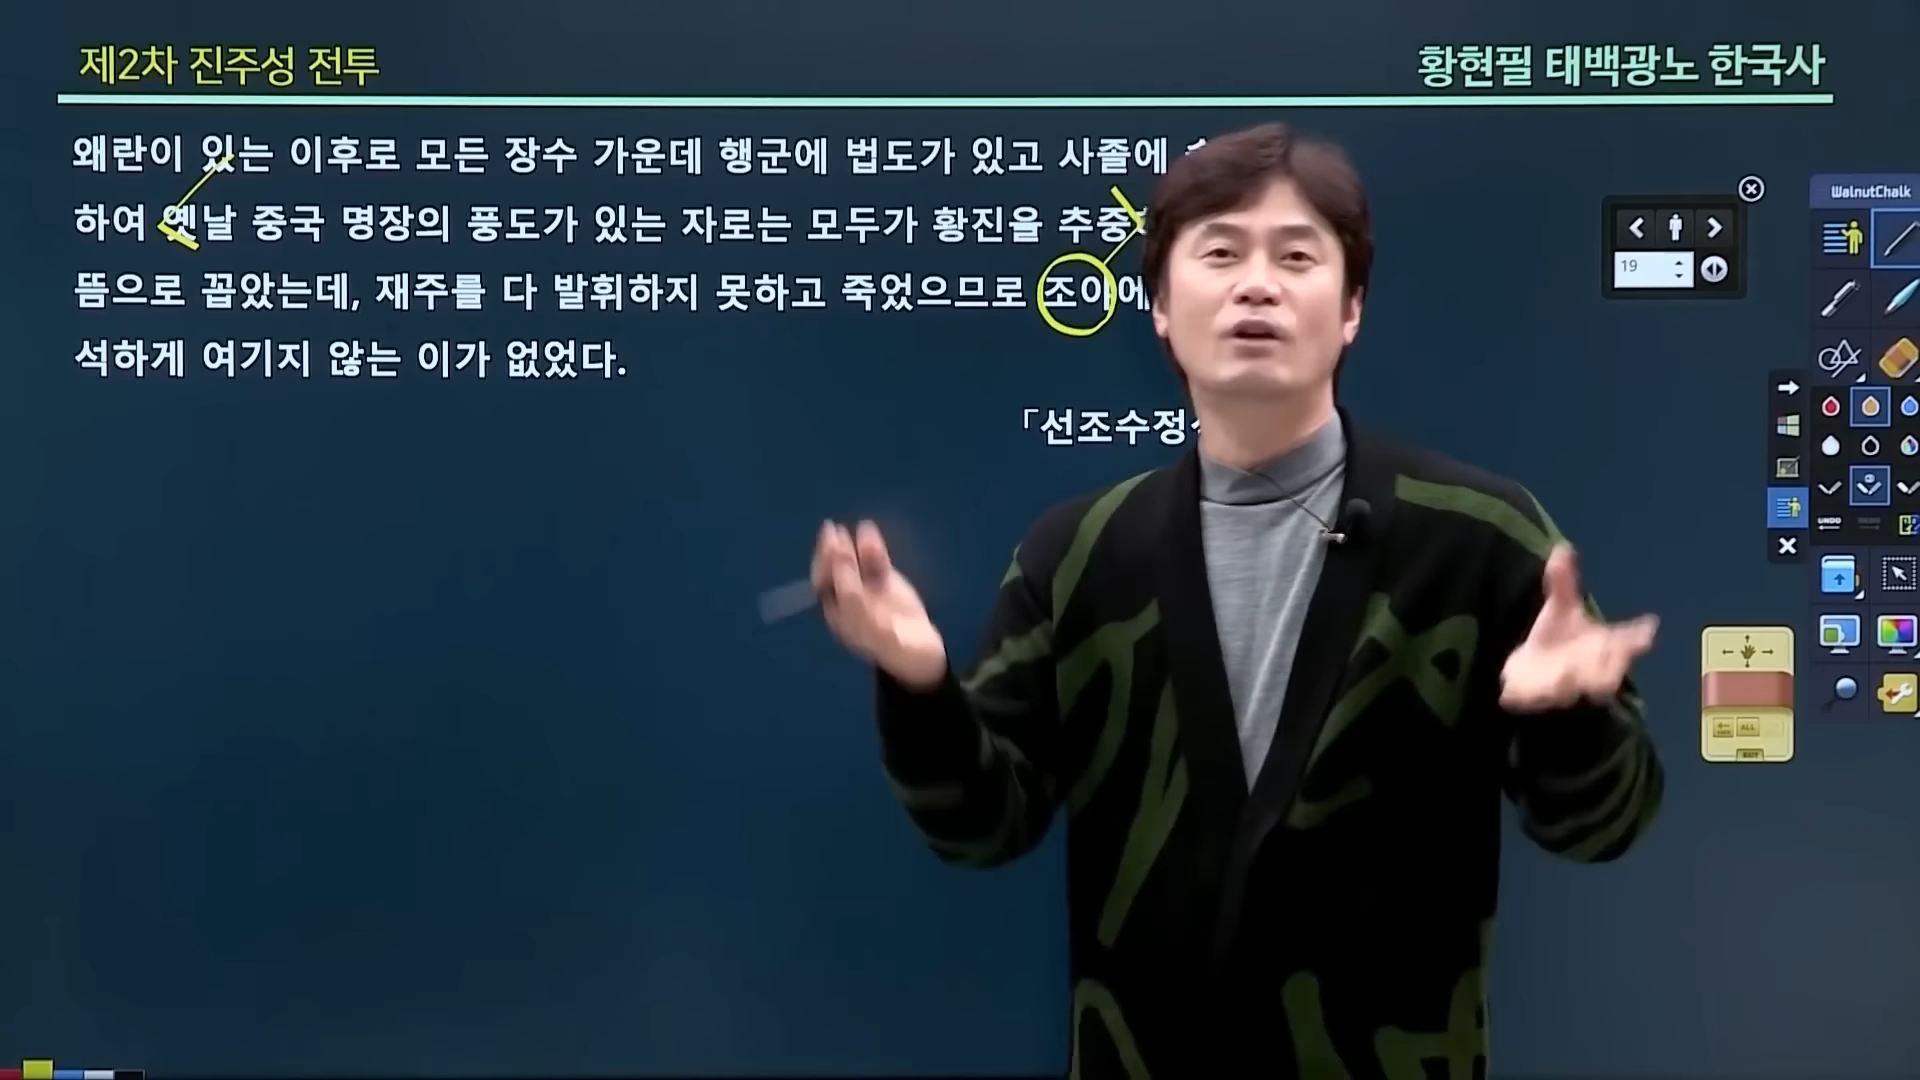 제2차 진주성 전투
황현필 태백광노 한국사
왜란이 있는 이후로 모든 장수 가운데 행군에 법도가 있고 사졸에
하여 옛날 중국 명장의 풍도가 있는 자로는 모두가 황진을 추중
뜸으로 꼽았는데, 재주를 다 발휘하지 못하고 죽었으므로 조야에
석하게 여기지 않는 이가 없었다.
「선조수정
WalnutChalk
19
UNDO
ALL
EXIT